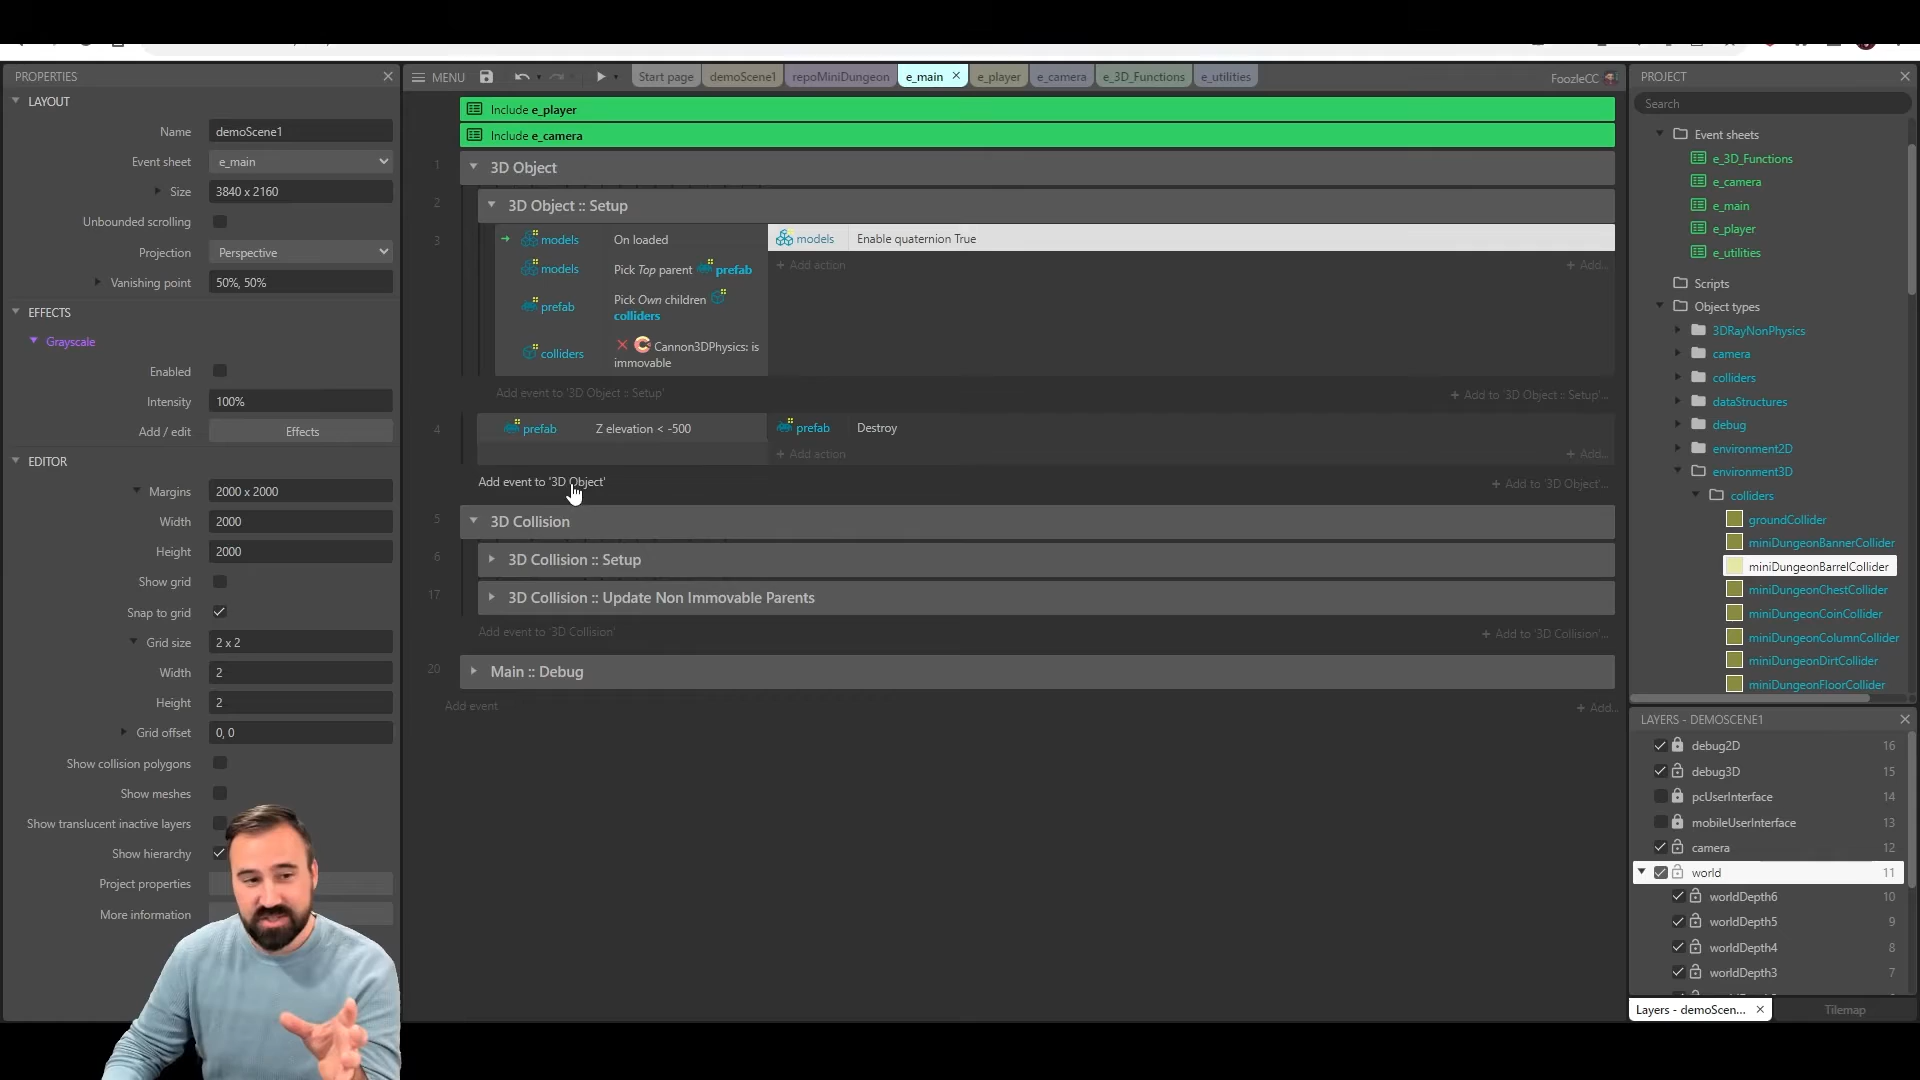 PROPERTIES
LAYOUT
Name demoScene1
Event sheet e_main
Size 3840 x 2160
Unbounded scrolling
Projection Perspective
Vanishing point 50%, 50%
EFFECTS
Grayscale
Enabled
Intensity 100%
Add / edit Effects
EDITOR
Margins 2000 x 2000
Width 2000
Height 2000
Show grid
Snap to grid
Grid size 2 x 2
Width 2
Height 2
Grid offset 0, 0
Show collision polygons
Show meshes
Show translucent inactive layers
Show hierarchy
Project properties
More information
MENU
Start page demoScene1 repoMiniDungeon e_main e_player e_camera e_3D_Functions e_utilities
FoozleCC
Include e_player
Include e_camera
1 3D Object
2 3D Object :: Setup
3 models On loaded models Enable quaternion True
+ Add action + Add...
models Pick Top parent prefab
prefab Pick Own children colliders
colliders Cannon3DPhysics: is immovable
Add event to '3D Object :: Setup' + Add to '3D Object :: Setup'...
4 prefab Z elevation < -500 prefab Destroy
+ Add action + Add...
Add event to '3D Object' + Add to '3D Object'...
5 3D Collision
6 3D Collision :: Setup
17 3D Collision :: Update Non Immovable Parents
Add event to '3D Collision' + Add to '3D Collision'...
20 Main :: Debug
Add event + Add...
PROJECT
Search
Event sheets
e_3D_Functions
e_camera
e_main
e_player
e_utilities
Scripts
Object types
3DRayNonPhysics
camera
colliders
dataStructures
debug
environment2D
environment3D
colliders
groundCollider
miniDungeonBannerCollider
miniDungeonBarrelCollider
miniDungeonChestCollider
miniDungeonCoinCollider
miniDungeonColumnCollider
miniDungeonDirtCollider
miniDungeonFloorCollider
LAYERS - DEMOSCENE1
debug2D 16
debug3D 15
pcUserInterface 14
mobileUserInterface 13
camera 12
world 11
worldDepth6 10
worldDepth5 9
worldDepth4 8
worldDepth3 7
Layers - demoScen... Tilemap